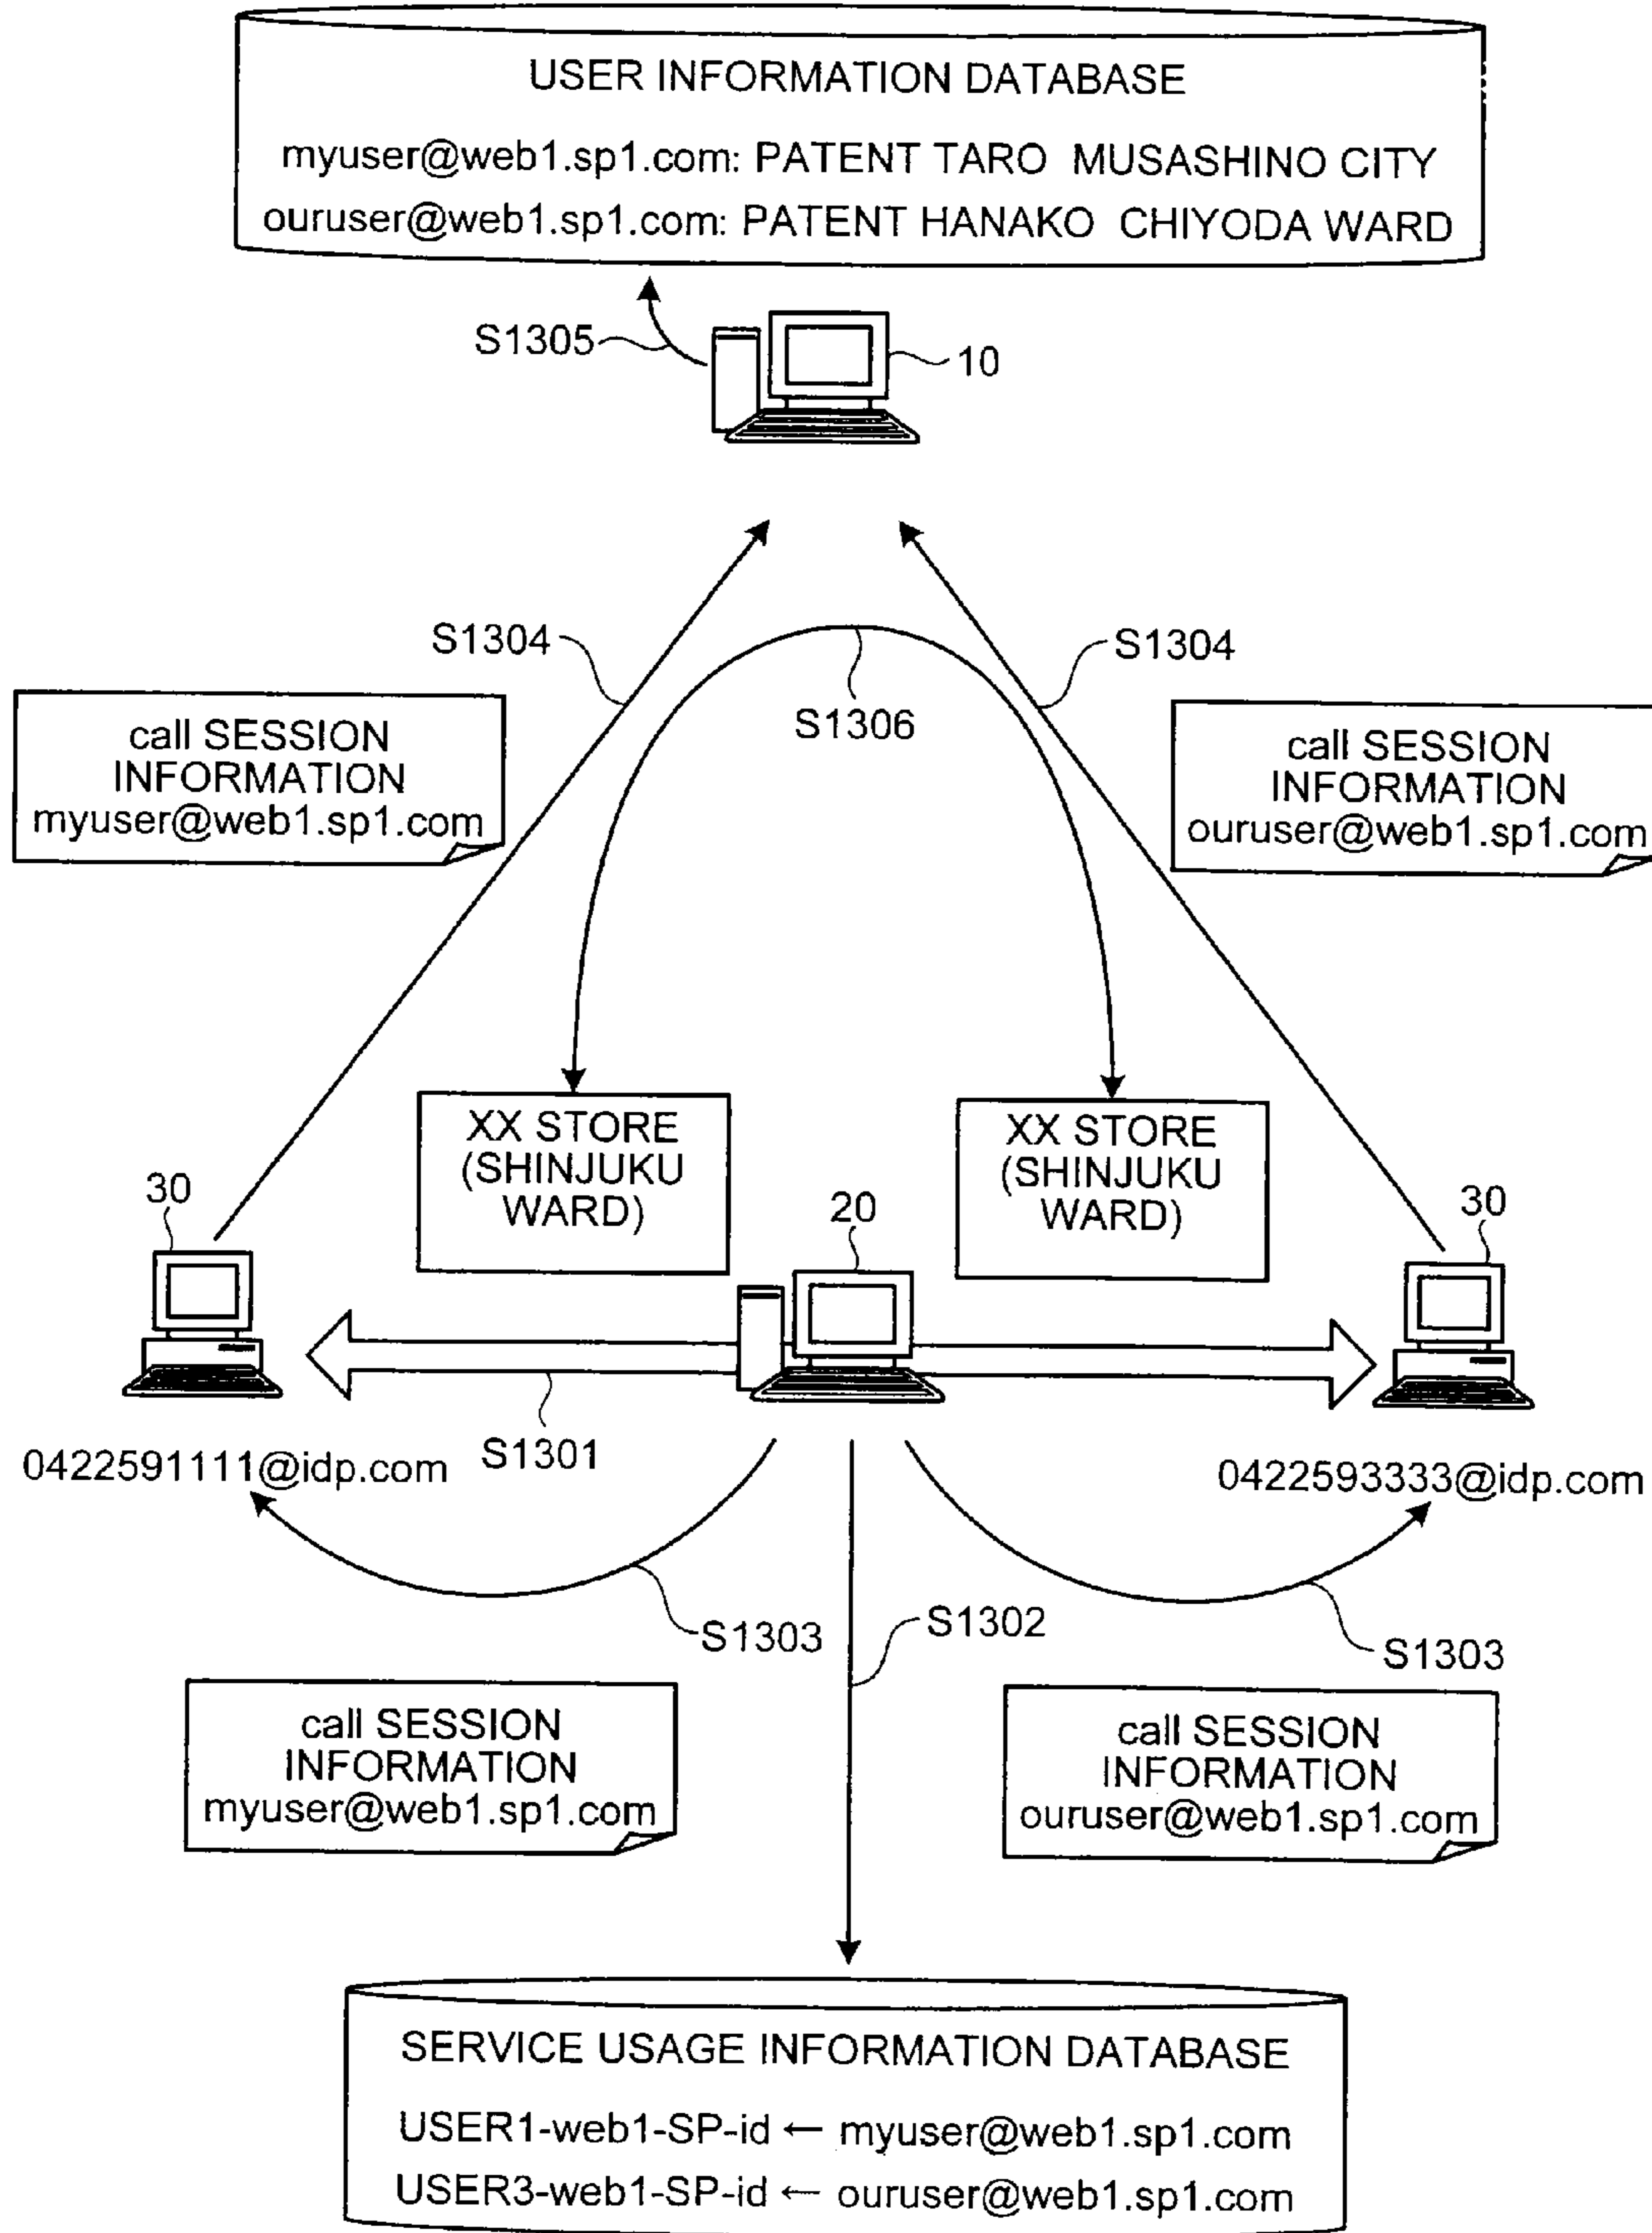 USER INFORMATION DATABASE
myuser@web1.sp1.com: PATENT TARO MUSASHINO CITY
ouruser@web1.sp1.com: PATENT HANAKO CHIYODA WARD
S1305
10
S1304
S1304
S1306
call SESSION
INFORMATION
myuser@web1.sp1.com
call SESSION
INFORMATION
ouruser@web1.sp1.com
XX STORE
(SHINJUKU
WARD)
XX STORE
(SHINJUKU
WARD)
30
20
30
S1301
0422591111@idp.com
0422593333@idp.com
S1303
S1302
S1303
call SESSION
INFORMATION
myuser@web1.sp1.com
call SESSION
INFORMATION
ouruser@web1.sp1.com
SERVICE USAGE INFORMATION DATABASE
USER1-web1-SP-id ← myuser@web1.sp1.com
USER3-web1-SP-id ← ouruser@web1.sp1.com